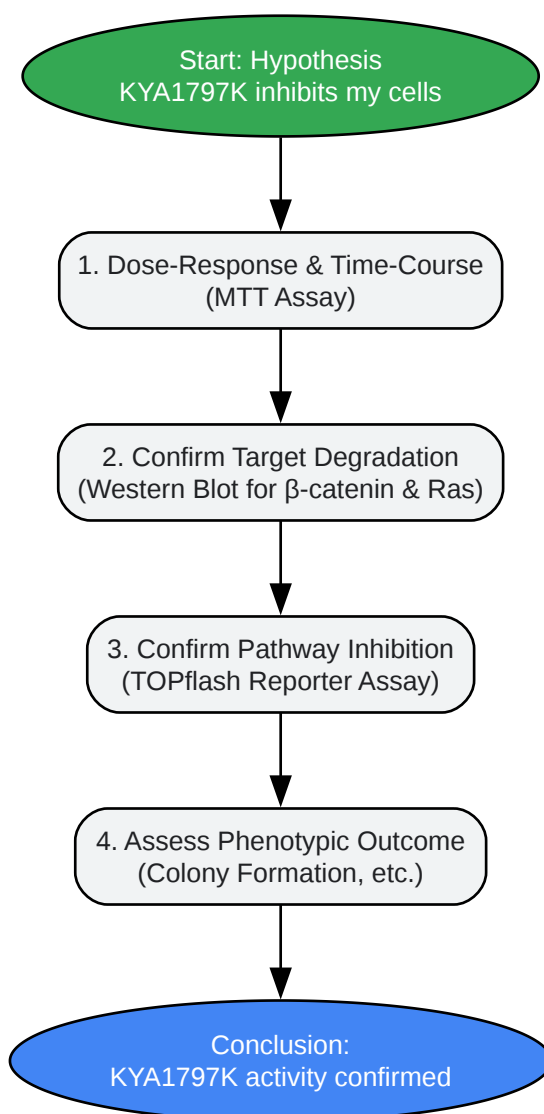 Start: Hypothesis
KYA1797K inhibits my cells
1. Dose-Response & Time-Course
(MTT Assay)
2. Confirm Target Degradation
(Western Blot for β-catenin & Ras)
3. Confirm Pathway Inhibition
(TOPflash Reporter Assay)
4. Assess Phenotypic Outcome
(Colony Formation, etc.)
Conclusion:
KYA1797K activity confirmed